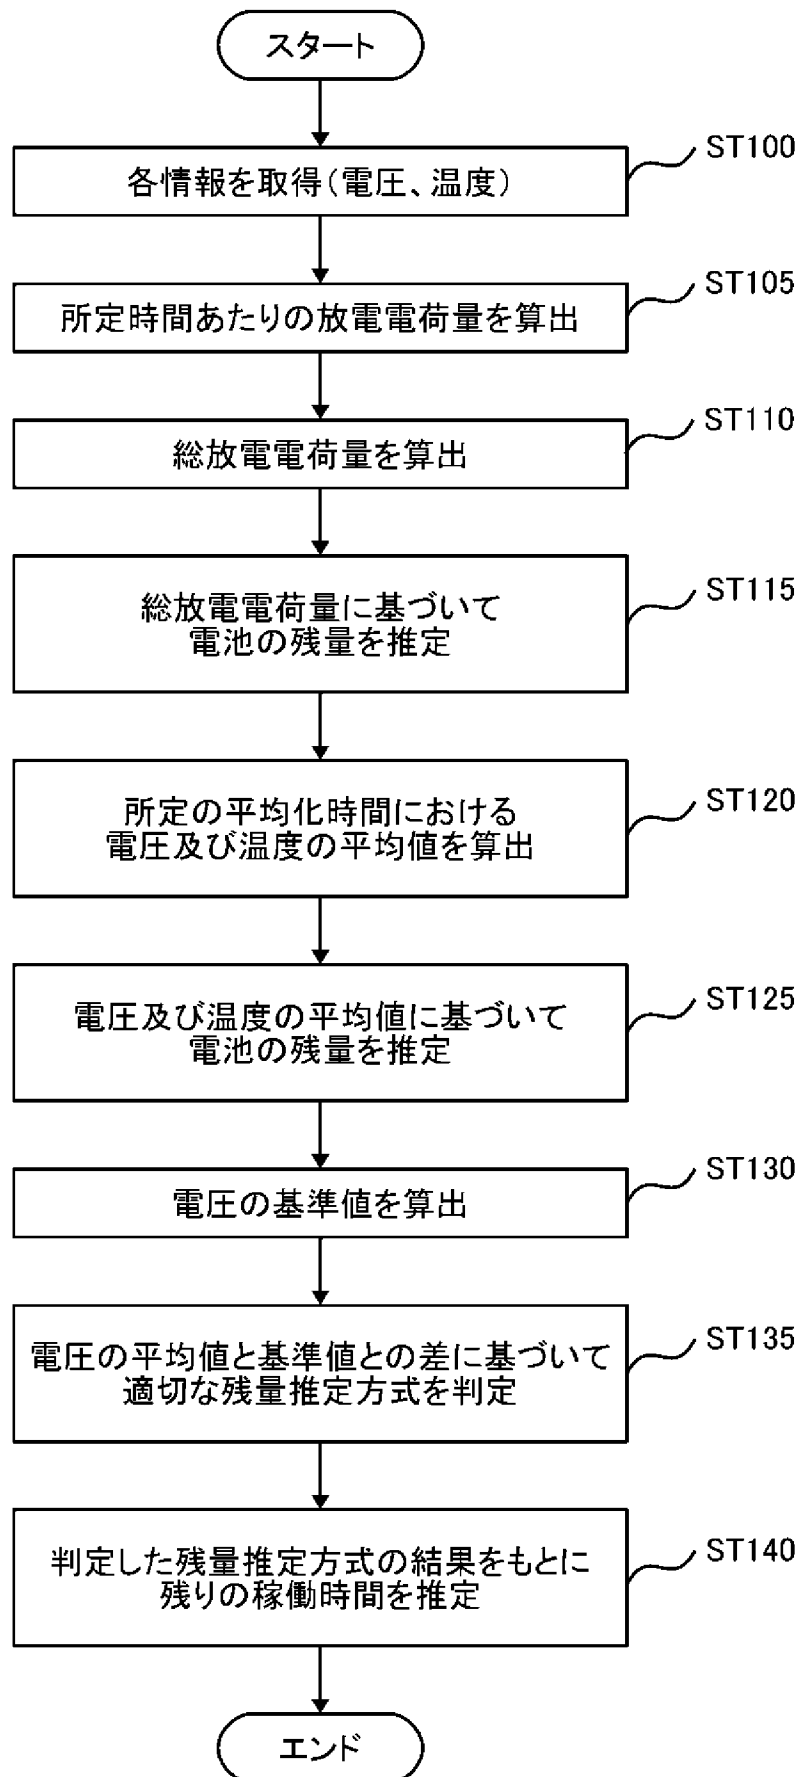 スタート
各情報を取得(電圧、温度)
ST100
所定時間あたりの放電電荷量を算出
ST105
総放電電荷量を算出
ST110
総放電電荷量に基づいて
電池の残量を推定
ST115
所定の平均化時間における
電圧及び温度の平均値を算出
ST120
電圧及び温度の平均値に基づいて
電池の残量を推定
ST125
電圧の基準値を算出
ST130
電圧の平均値と基準値との差に基づいて
適切な残量推定方式を判定
ST135
判定した残量推定方式の結果をもとに
残りの稼働時間を推定
ST140
エンド